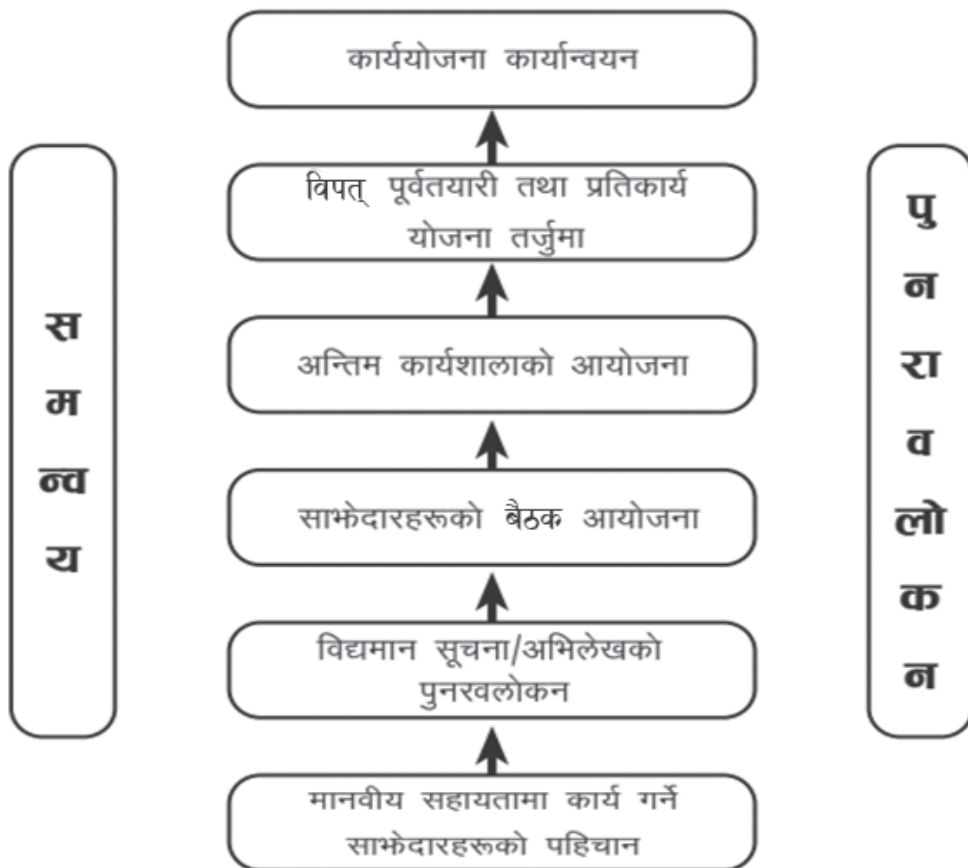 कार्ययोजना कार्यान्वयन
विपत् पूर्वतयारी तथा प्रतिकार्य
योजना तर्जुमा
अन्तिम कार्यशालाको आयोजना
साझेदारहरूको बैठक आयोजना
विद्यमान सूचना/अभिलेखको
पुनरवलोकन
मानवीय सहायतामा कार्य गर्ने
साझेदारहरूको पहिचान
स
म
न्व
य
पु
न
रा
व
लो
क
न